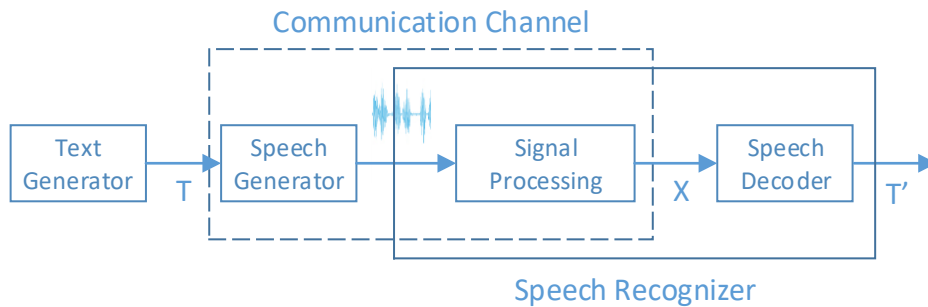 Communication Channel
Text
Generator
T
Speech
Generator
Signal
Processing
X
Speech
Decoder
T’
Speech Recognizer